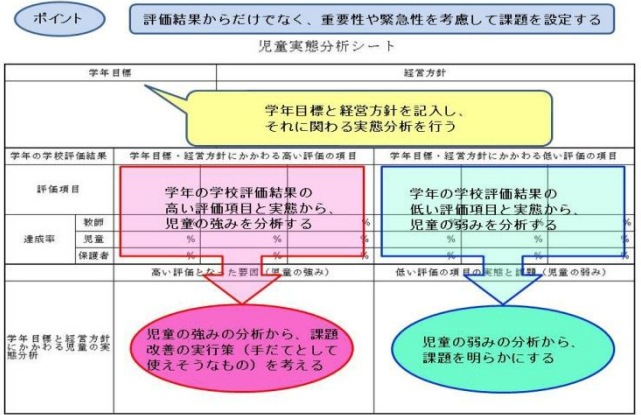 ポイント
評価結果からだけでなく、重要性や緊急性を考慮して課題を設定する
児童実態分析シート
学年目標
経営方針
学年目標と経営方針を記入し、
それに関わる実態分析を行う
学年の学校評価結果
学年目標・経営方針にかかわる高い評価の項目
学年目標・経営方針にかかわる低い評価の項目
評価項目
学年の学校評価結果の
高い評価項目と実態から、
児童の強みを分析する
学年の学校評価結果の
低い評価項目と実態から、
児童の弱みを分析する
達成率
教師
% % % % %
児童
% % % % % %
保護者
% % % % % %
高い評価となった要因（児童の強み）
低い評価の項目の実態と課題（児童の弱み）
学年目標と経営方針
にかかわる児童の実
態分析
児童の強みの分析から、課題
改善の実行策（手だてとして
使えそうなもの）を考える
児童の弱みの分析から、
課題を明らかにする